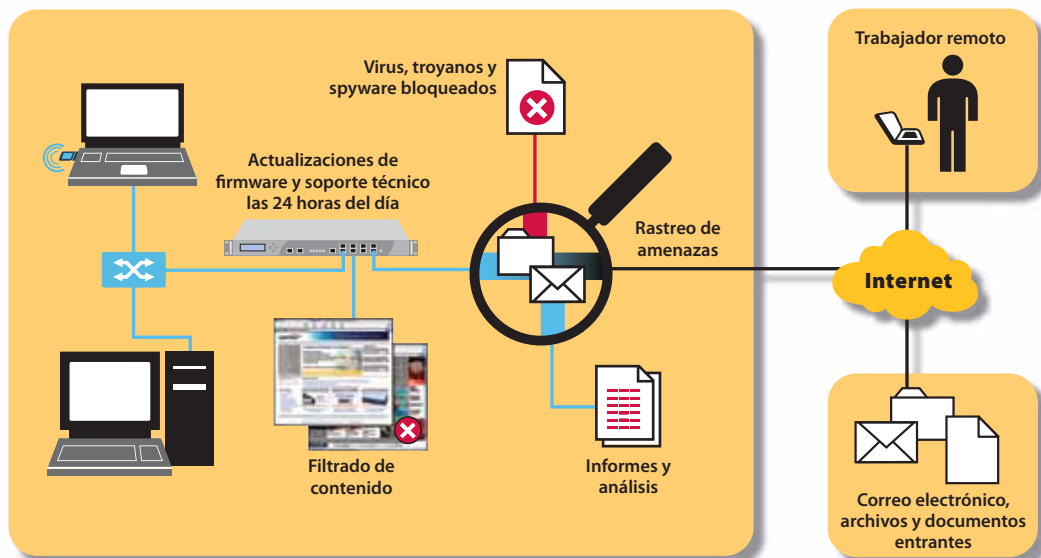 Virus, troyanos y
spyware bloqueados
Trabajador remoto
Actualizaciones de
firmware y soporte técnico
las 24 horas del día
Rastreo de
amenazas
Internet
Filtrado de
contenido
Informes y
análisis
Correo electrónico,
archivos y documentos
entrantes